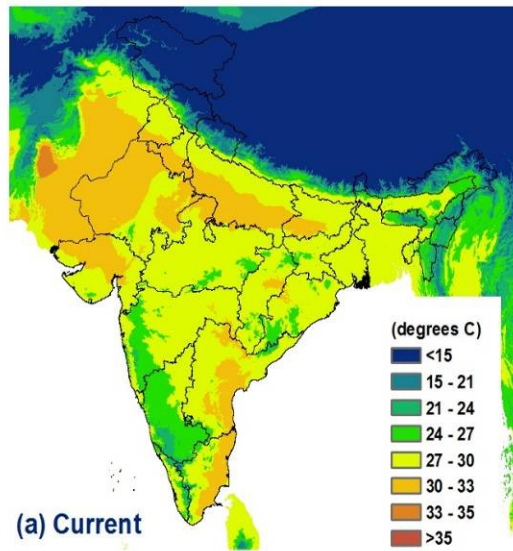 (degrees C)
<15
15 - 21
21 - 24
24 - 27
27 - 30
30 - 33
33 - 35
>35
(a) Current